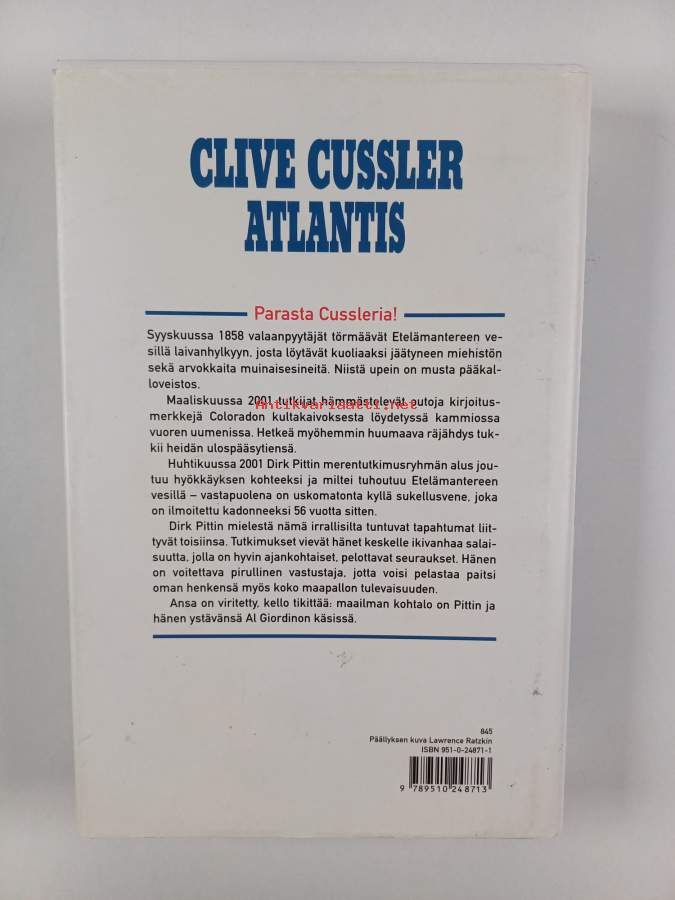 CLIVE CUSSLER
ATLANTIS
Parasta Cussleria!
Syyskuussa 1858 valaanpyytäjät törmäävät Etelämantereen ve-
sillä laivanhylkyyn, josta löytävät kuoliaaksi jäätyneen miehistön
sekä arvokkaita muinaisesineitä. Niistä upein on musta pääkal-
loveistos.
Maaliskuussa 2001 tutkijat hämmästelevät outoja kirjoitus-
Antikvariaatti.net
merkkejä Coloradon kultakaivoksesta löydetyssä kammiossa
vuoren uumenissa. Hetkeä myöhemmin huumaava räjähdys tuk-
kii heidän ulospääsytiensä.
Huhtikuussa 2001 Dirk Pittin merentutkimusryhmän alus jou-
tuu hyökkäyksen kohteeksi ja miltei tuhoutuu Etelämantereen
vesillä – vastapuolena on uskomatonta kyllä sukellusvene, joka
on ilmoitettu kadonneeksi 56 vuotta sitten.
Dirk Pittin mielestä nämä irrallisilta tuntuvat tapahtumat liit-
tyvät toisiinsa. Tutkimukset vievät hänet keskelle ikivanhaa salai-
suutta, jolla on hyvin ajankohtaiset, pelottavat seuraukset. Hänen
on voitettava pirullinen vastustaja, jotta voisi pelastaa paitsi
oman henkensä myös koko maapallon tulevaisuuden.
Ansa on viritetty, kello tikittää: maailman kohtalo on Pittin ja
hänen ystävänsä Al Giordinon käsissä.
845
Päällyksen kuva Lawrence Ratzkin
ISBN 951-0-24871-1
9 789510 248713